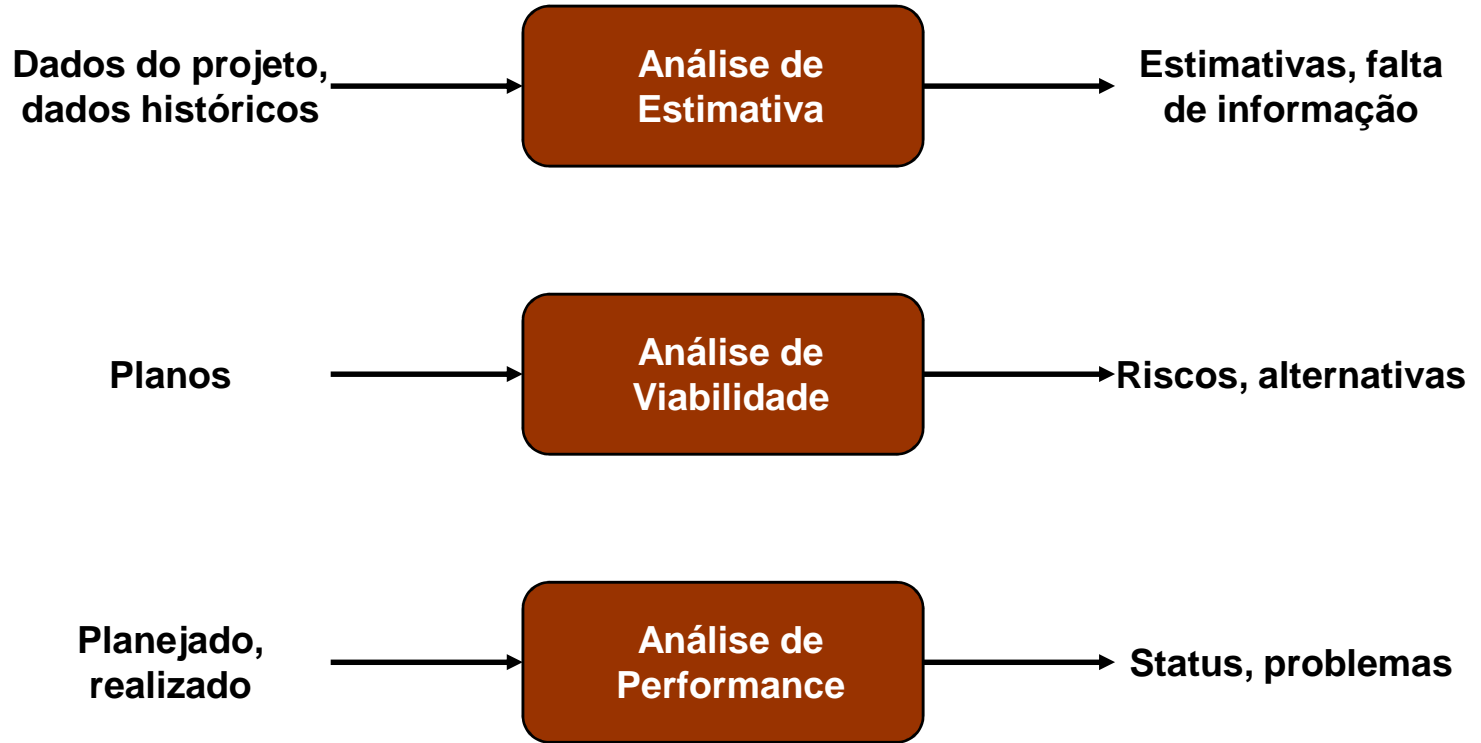 Dados do projeto,
dados históricos
Análise de
Estimativa
Estimativas, falta
de informação
Planos
Análise de
Viabilidade
Riscos, alternativas
Planejado,
realizado
Análise de
Performance
Status, problemas